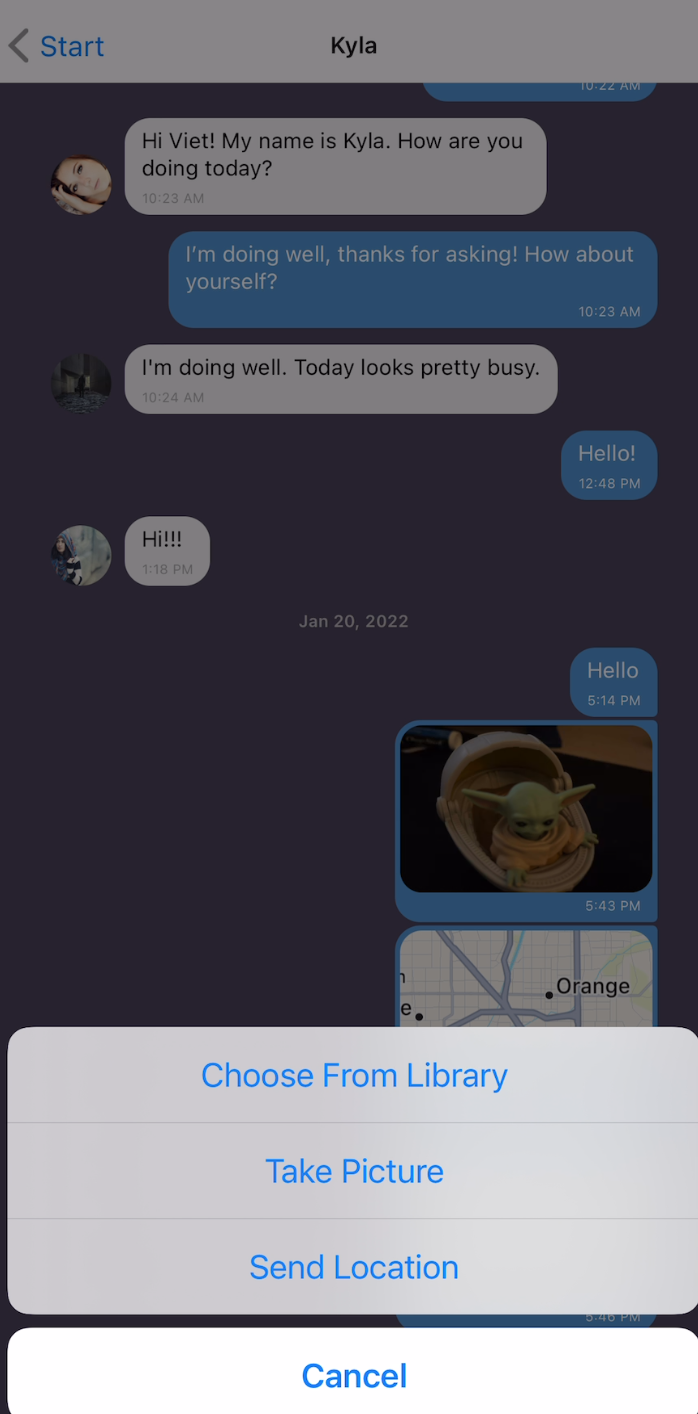 Start
Kyla
10:22 AM
Hi Viet! My name is Kyla. How are you
doing today?
10:23 AM
I’m doing well, thanks for asking! How about
yourself?
10:23 AM
I'm doing well. Today looks pretty busy.
10:24 AM
Hello!
12:48 PM
Hi!!!
1:18 PM
Jan 20, 2022
Hello
5:14 PM
5:43 PM
Orange
e
Choose From Library
Take Picture
Send Location
5:46 PM
Cancel